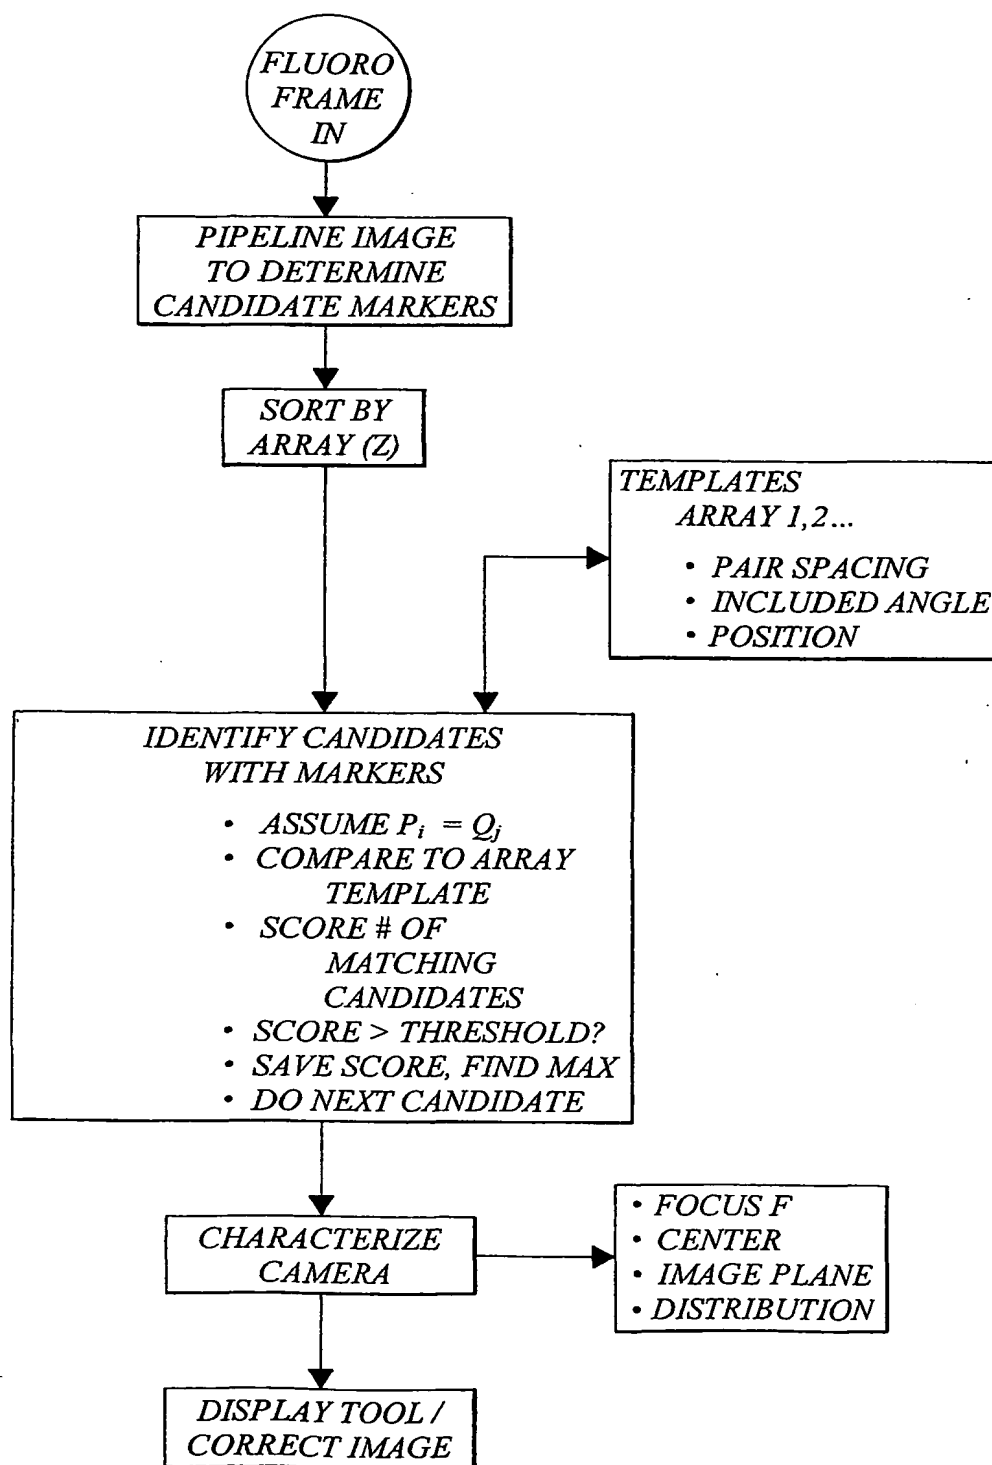 FLUORO
FRAME
IN
PIPELINE IMAGE
TO DETERMINE
CANDIDATE MARKERS
SORT BY
ARRAY (Z)
TEMPLATES
ARRAY 1,2...
• PAIR SPACING
• INCLUDED ANGLE
• POSITION
IDENTIFY CANDIDATES
WITH MARKERS
• ASSUME Pi = Qj
• COMPARE TO ARRAY
TEMPLATE
• SCORE # OF
MATCHING
CANDIDATES
• SCORE > THRESHOLD?
• SAVE SCORE, FIND MAX
• DO NEXT CANDIDATE
CHARACTERIZE
CAMERA
• FOCUS F
• CENTER
• IMAGE PLANE
• DISTRIBUTION
DISPLAY TOOL /
CORRECT IMAGE